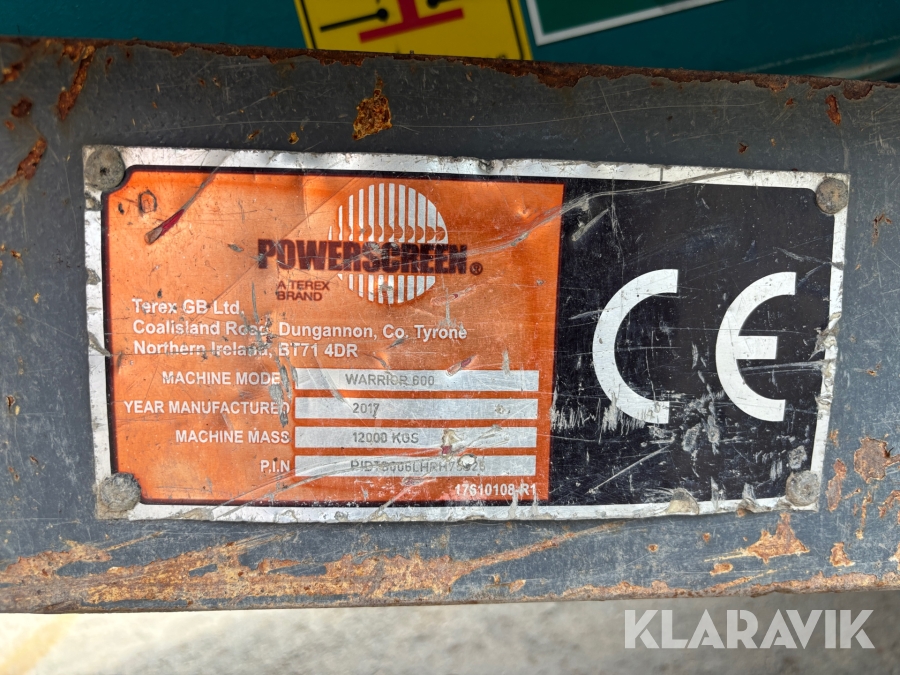 POWERSCREEN®
A TEREX
BRAND
Terex GB Ltd.
Coalisland Road, Dungannon, Co. Tyrone
Northern Ireland, BT71 4DR
MACHINE MODEL WARRIOR 600
YEAR MANUFACTURED 2017
MACHINE MASS 12000 KGS
P.I.N
17610108-R1
CE
KLARAVIK